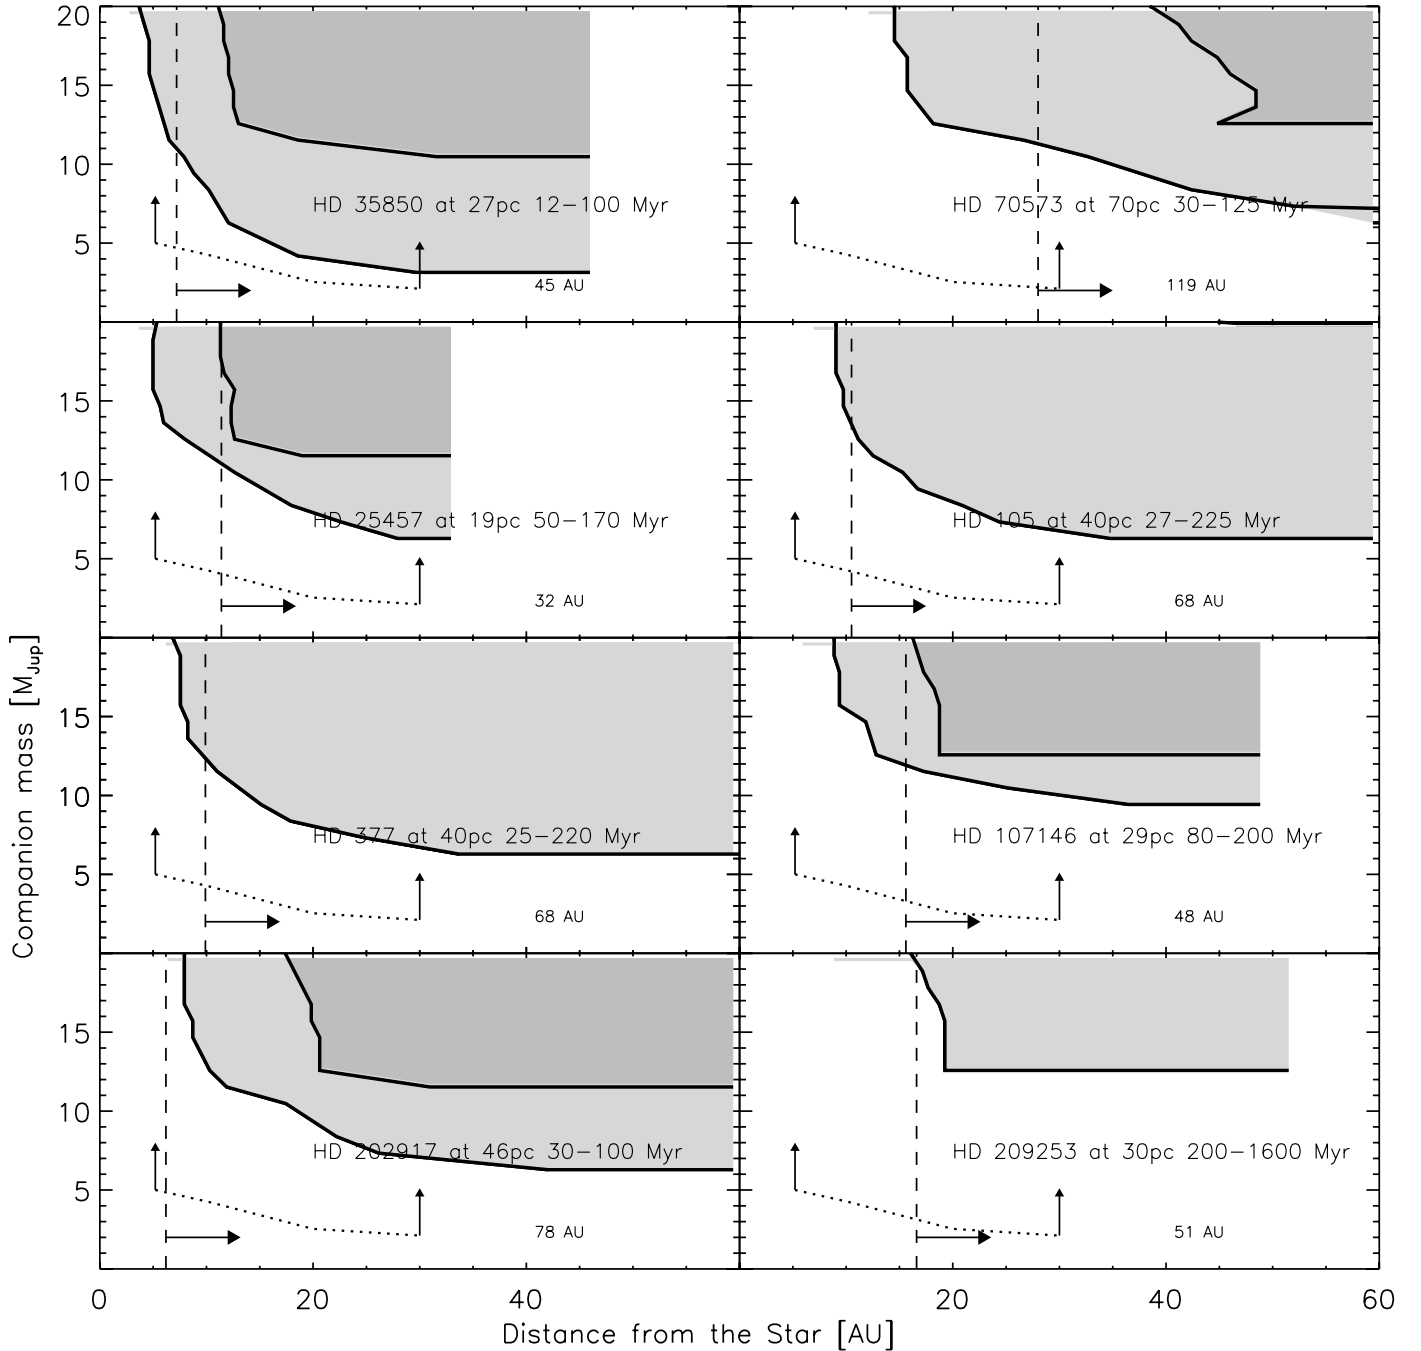 20
15
10
5
HD 35850 at 27pc 12-100 Myr
45 AU
HD 70573 at 70pc 30-125 Myr
119 AU
15
10
5
HD 25457 at 19pc 50-170 Myr
32 AU
HD 105 at 40pc 27-225 Myr
68 AU
15
10
5
HD 377 at 40pc 25-220 Myr
68 AU
HD 107146 at 29pc 80-200 Myr
48 AU
15
10
5
HD 202917 at 46pc 30-100 Myr
78 AU
HD 209253 at 30pc 200-1600 Myr
51 AU
0 20 40 20 40 60
Distance from the Star [AU]
Companion mass [MJup]